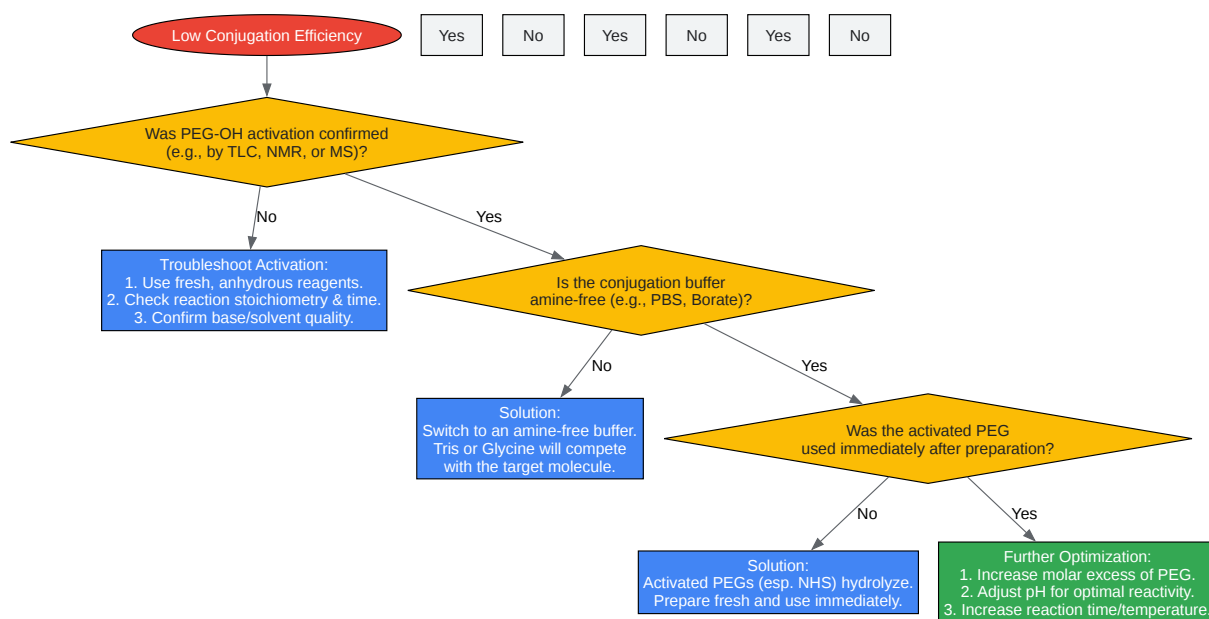 Low Conjugation Efficiency
Yes
No
Yes
No
Yes
No
Was PEG-OH activation confirmed
(e.g., by TLC, NMR, or MS)?
No
Yes
Troubleshoot Activation:
1. Use fresh, anhydrous reagents.
2. Check reaction stoichiometry & time.
3. Confirm base/solvent quality.
Is the conjugation buffer
amine-free (e.g., PBS, Borate)?
No
Yes
Solution:
Switch to an amine-free buffer.
Tris or Glycine will compete
with the target molecule.
Was the activated PEG
used immediately after preparation?
No
Yes
Solution:
Activated PEGs (esp. NHS) hydrolyze.
Prepare fresh and use immediately.
Further Optimization:
1. Increase molar excess of PEG.
2. Adjust pH for optimal reactivity.
3. Increase reaction time/temperature.